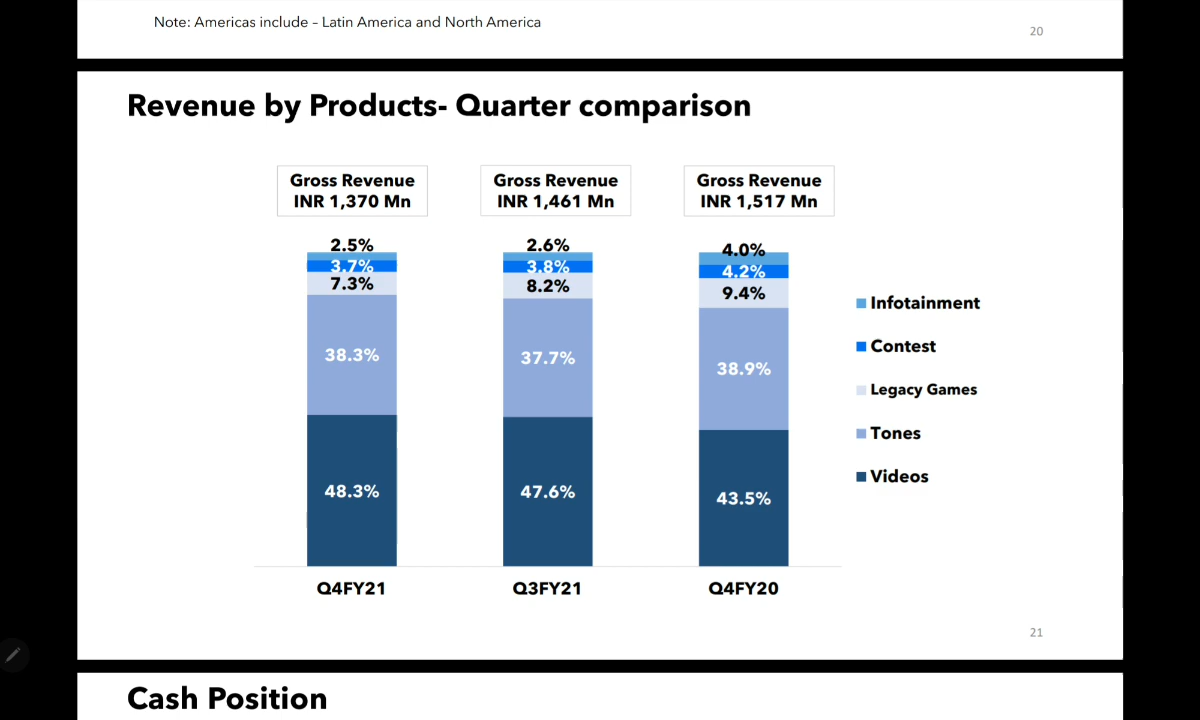 Note: Americas include – Latin America and North America
20
Revenue by Products- Quarter comparison
Gross Revenue
INR 1,370 Mn
Gross Revenue
INR 1,461 Mn
Gross Revenue
INR 1,517 Mn
2.5%
3.7%
7.3%
38.3%
48.3%
2.6%
3.8%
8.2%
37.7%
47.6%
4.0%
4.2%
9.4%
38.9%
43.5%
Infotainment
Contest
Legacy Games
Tones
Videos
Q4FY21
Q3FY21
Q4FY20
21
Cash Position